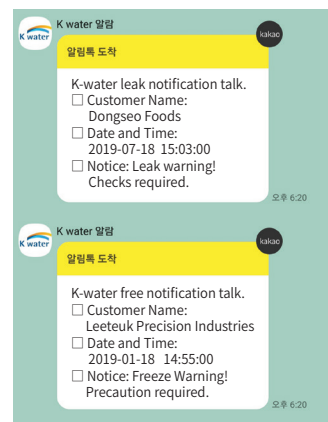 K water 알람
K water
kakao
알림톡 도착
K-water leak notification talk.
□ Customer Name:
Dongseo Foods
□ Date and Time:
2019-07-18 15:03:00
□ Notice: Leak warning!
Checks required.
오후 6:20
K water 알람
K water
kakao
알림톡 도착
K-water free notification talk.
□ Customer Name:
Leeteuk Precision Industries
□ Date and Time:
2019-01-18 14:55:00
□ Notice: Freeze Warning!
Precaution required.
오후 6:20